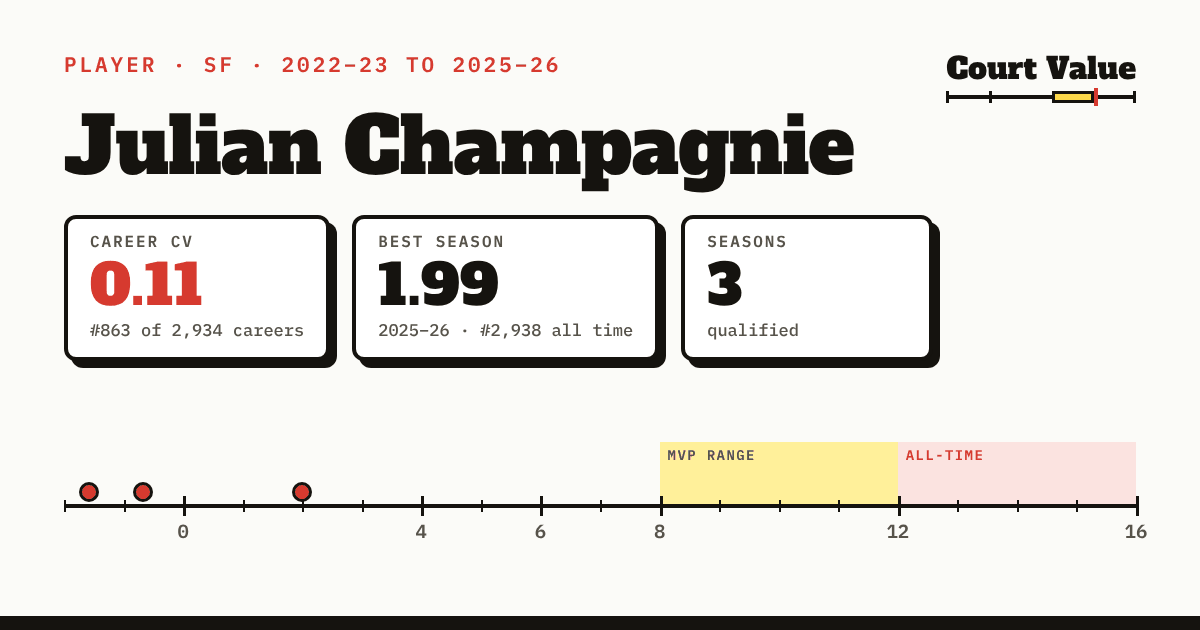 PLAYER · SF · 2022–23 TO 2025–26
Court Value
Julian Champagnie
CAREER CV
0.11
#863 of 2,934 careers
BEST SEASON
1.99
2025–26 · #2,938 all time
SEASONS
3
qualified
MVP RANGE
ALL-TIME
0 4 6 8 12 16